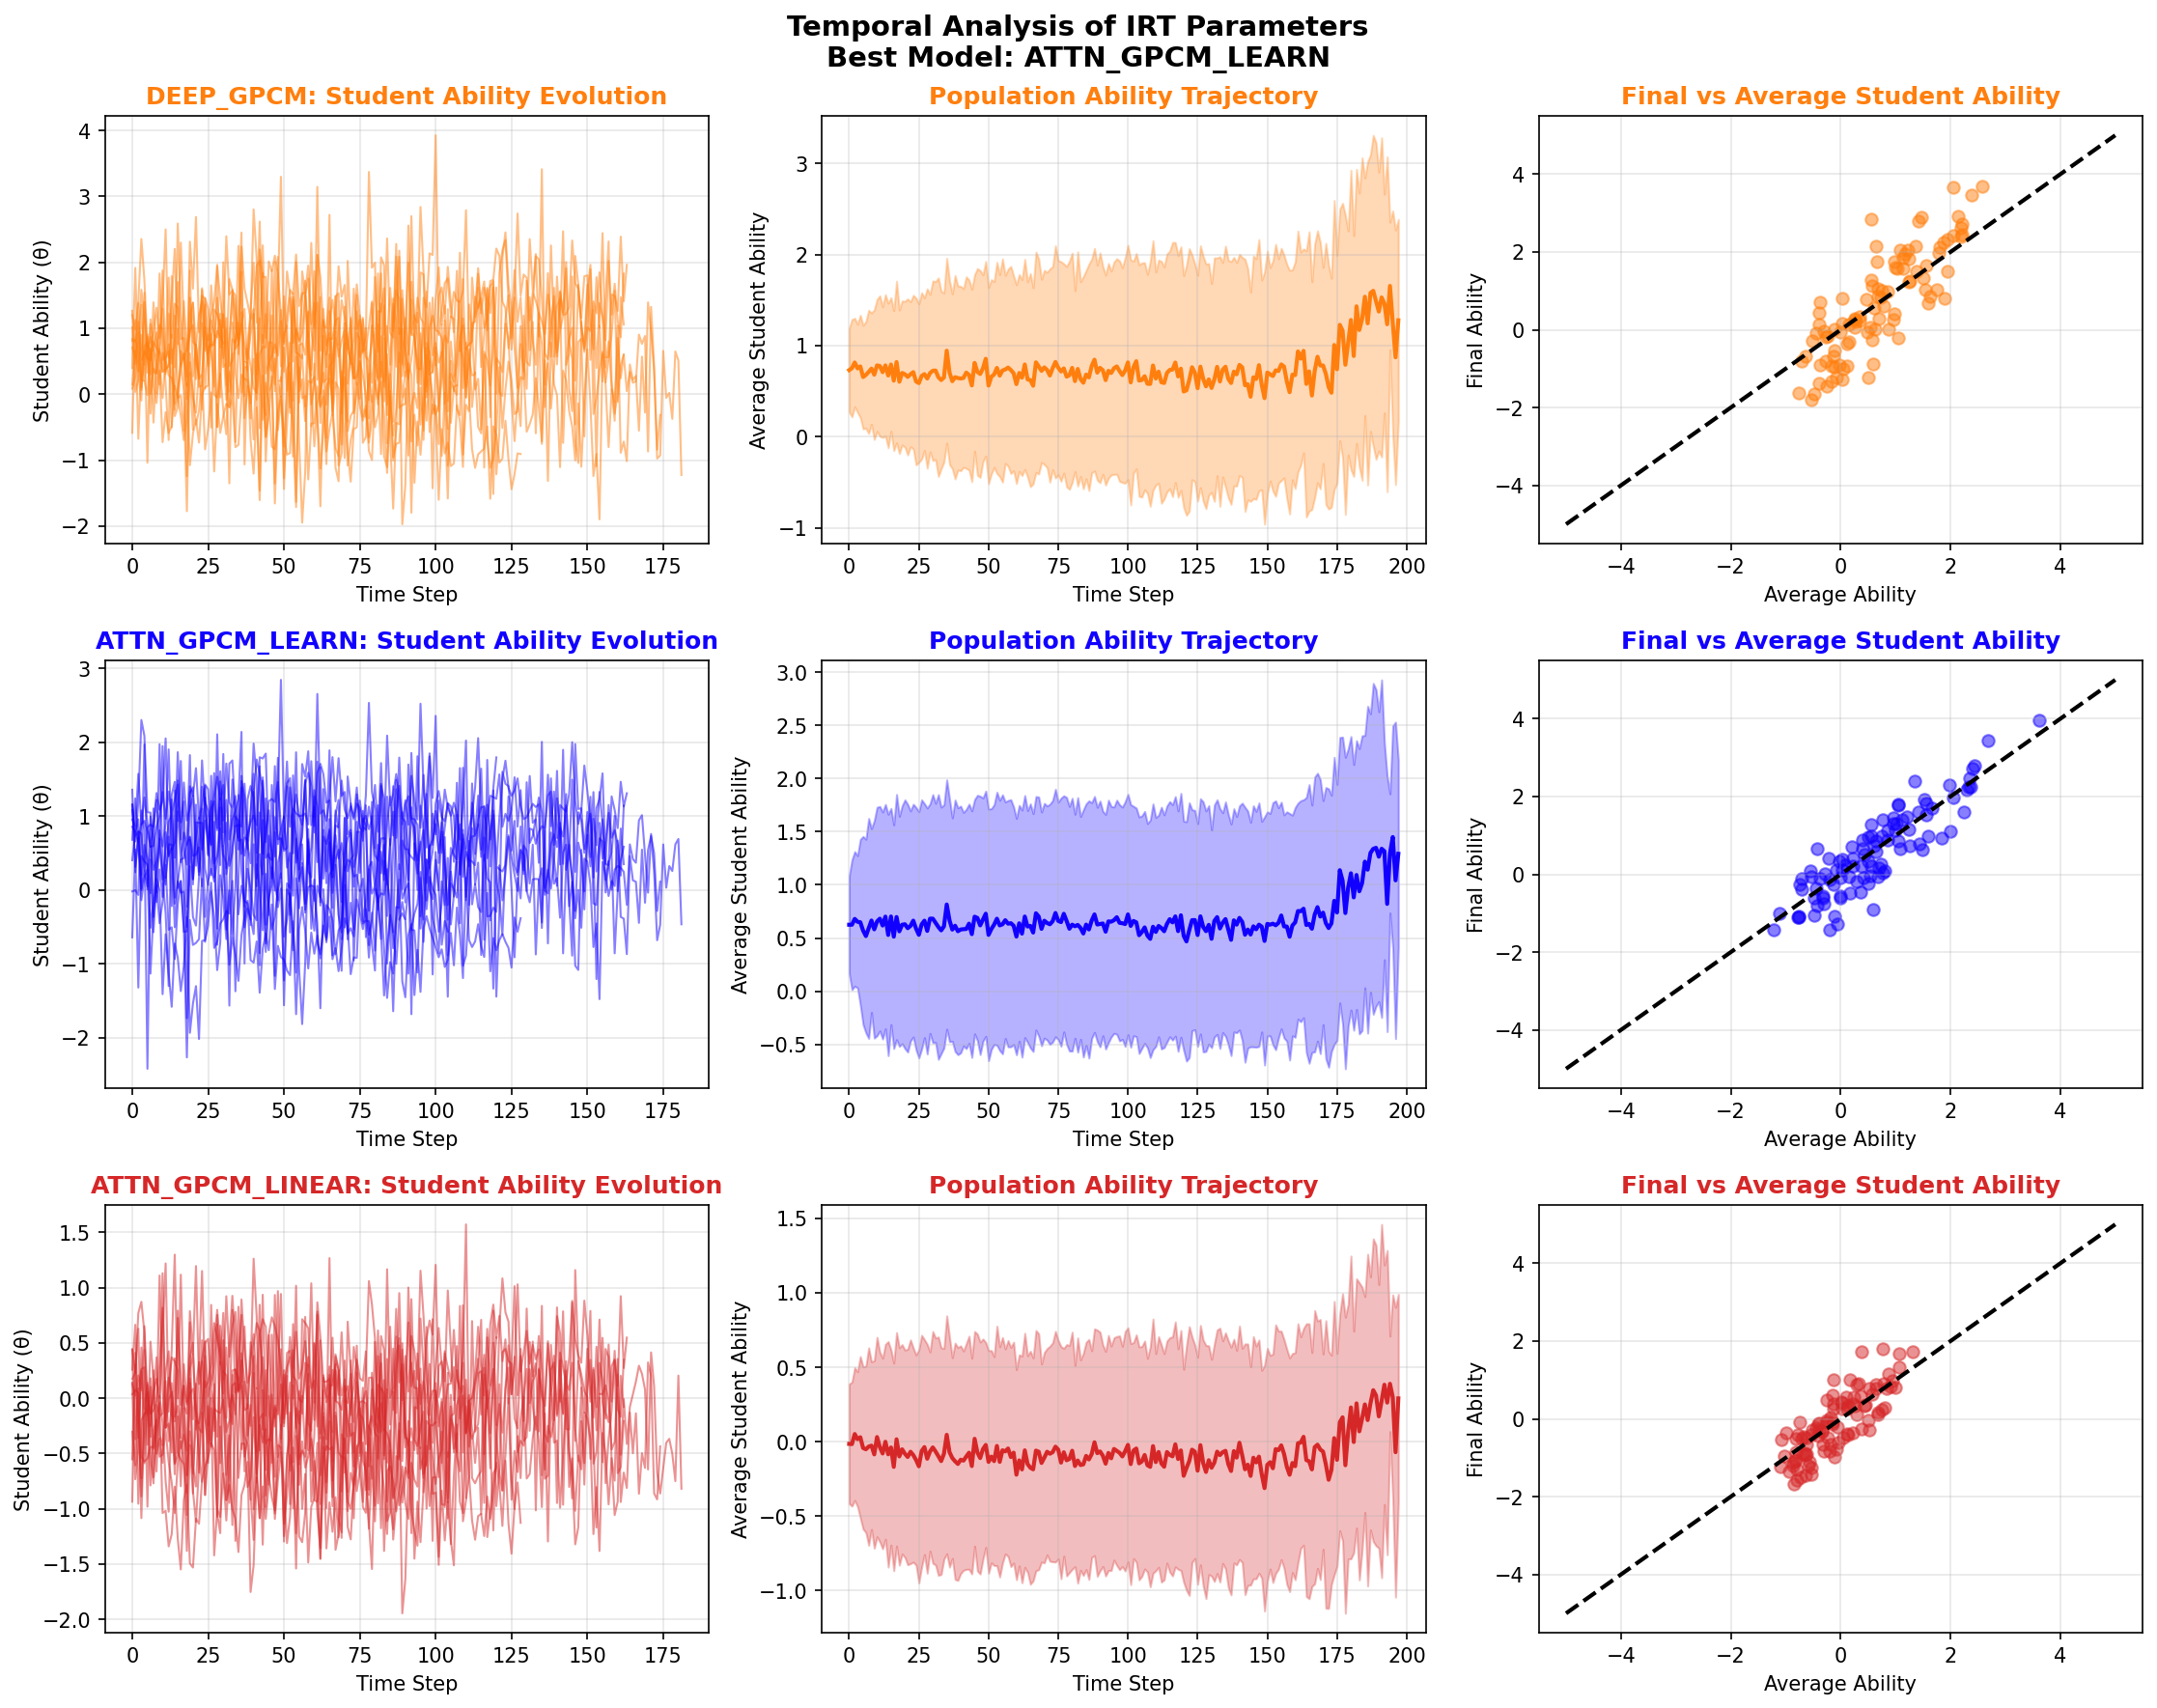 Temporal Analysis of IRT Parameters
Best Model: ATTN_GPCM_LEARN
DEEP_GPCM: Student Ability Evolution
Student Ability (θ)
4
3
2
1
0
−1
−2
0 25 50 75 100 125 150 175
Time Step
Population Ability Trajectory
Average Student Ability
3
2
1
0
−1
0 25 50 75 100 125 150 175 200
Time Step
Final vs Average Student Ability
Final Ability
4
2
0
−2
−4
−4 −2 0 2 4
Average Ability
ATTN_GPCM_LEARN: Student Ability Evolution
Student Ability (θ)
3
2
1
0
−1
−2
0 25 50 75 100 125 150 175
Time Step
Population Ability Trajectory
Average Student Ability
3.0
2.5
2.0
1.5
1.0
0.5
0.0
−0.5
0 25 50 75 100 125 150 175 200
Time Step
Final vs Average Student Ability
Final Ability
4
2
0
−2
−4
−4 −2 0 2 4
Average Ability
ATTN_GPCM_LINEAR: Student Ability Evolution
Student Ability (θ)
1.5
1.0
0.5
0.0
−0.5
−1.0
−1.5
−2.0
0 25 50 75 100 125 150 175
Time Step
Population Ability Trajectory
Average Student Ability
1.5
1.0
0.5
0.0
−0.5
−1.0
0 25 50 75 100 125 150 175 200
Time Step
Final vs Average Student Ability
Final Ability
4
2
0
−2
−4
−4 −2 0 2 4
Average Ability